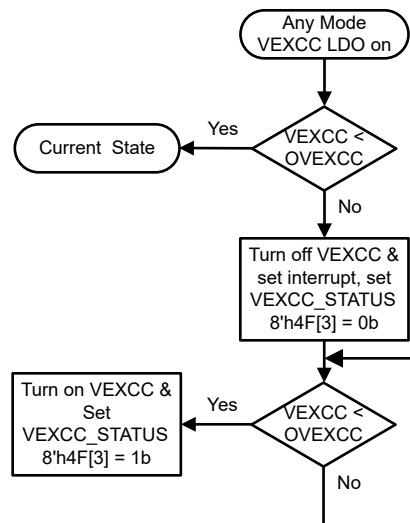 Any Mode
VEXCC LDO on
VEXCC <
OVEXCC
Yes
Current State
No
Turn off VEXCC &
set interrupt, set
VEXCC_STATUS
8'h4F[3] = 0b
VEXCC <
OVEXCC
Yes
Turn on VEXCC &
Set
VEXCC_STATUS
8'h4F[3] = 1b
No